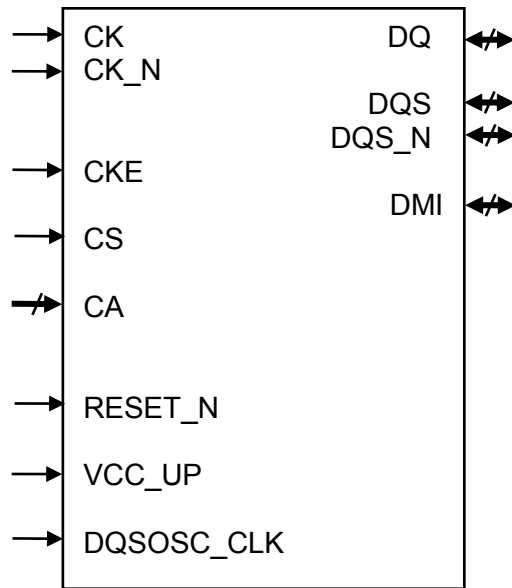 CK
CK_N
CKE
CS
CA
RESET_N
VCC_UP
DQSOSC_CLK
DQ
DQS
DQS_N
DMI